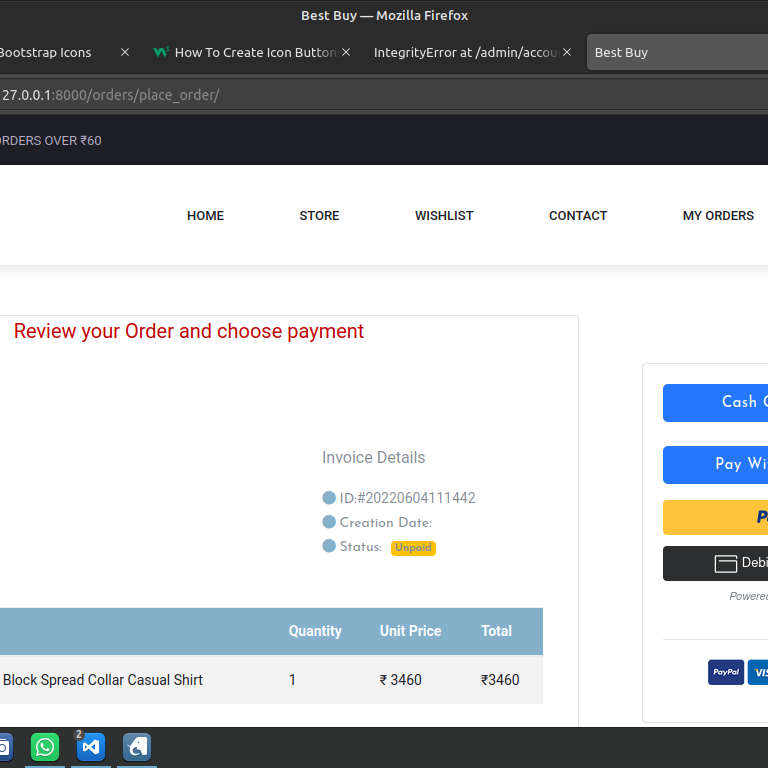 Best Buy — Mozilla Firefox
Bootstrap Icons
How To Create Icon Button
IntegrityError at /admin/accou
Best Buy
27.0.0.1:8000/orders/place_order/
ORDERS OVER ₹60
HOME STORE WISHLIST CONTACT MY ORDERS
Review your Order and choose payment
Cash
Pay Wi
Debi
Powered
Invoice Details
ID:#20220604111442
Creation Date:
Status: Unpaid
Quantity Unit Price Total
Block Spread Collar Casual Shirt 1 ₹ 3460 ₹3460
PayPal VIS
2